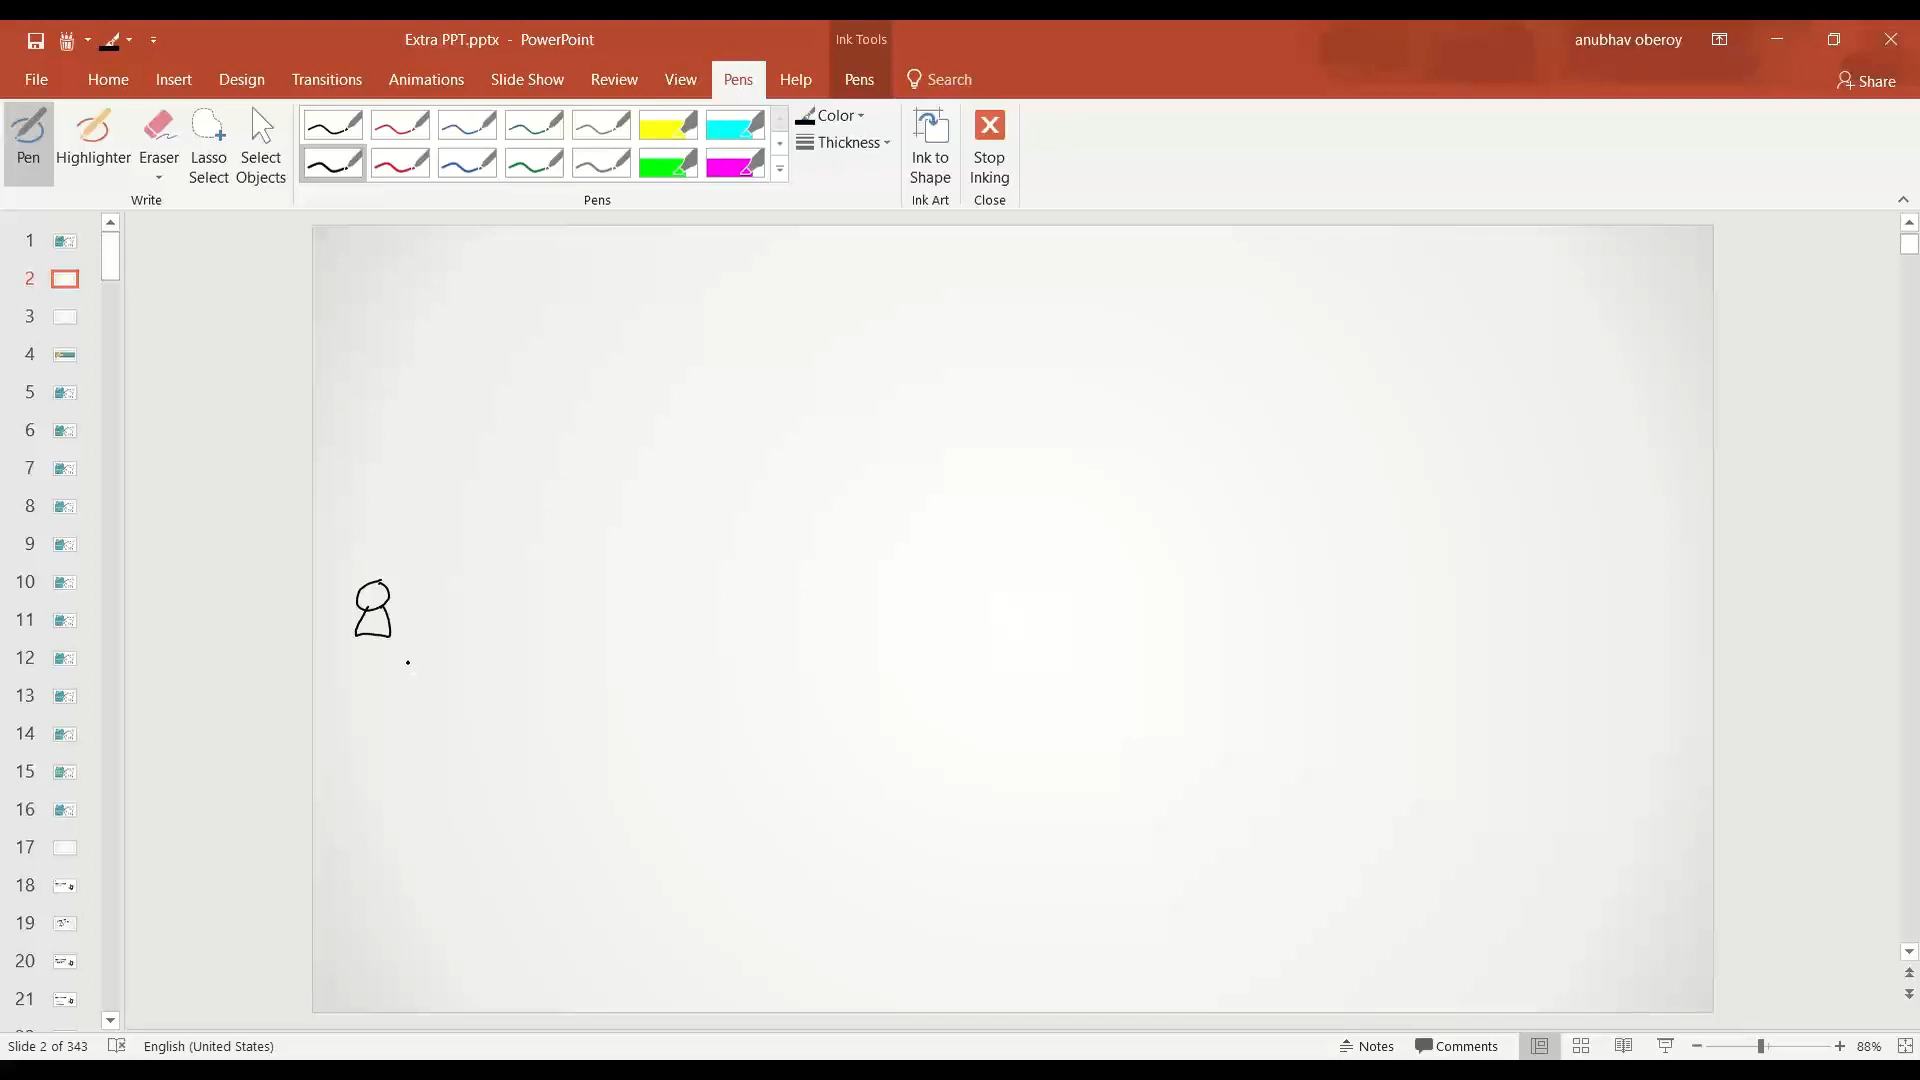 Extra PPT.pptx - PowerPoint
Ink Tools
anubhav oberoy
File Home Insert Design Transitions Animations Slide Show Review View Pens Help Pens Search
Share
Pen Highlighter Eraser Lasso Select Select Objects
Color
Thickness
Ink to Shape
Stop Inking
Write Pens Ink Art Close
1
2
3
4
5
6
7
8
9
10
11
12
13
14
15
16
17
18
19
20
21
Slide 2 of 343 English (United States) Notes Comments 88%